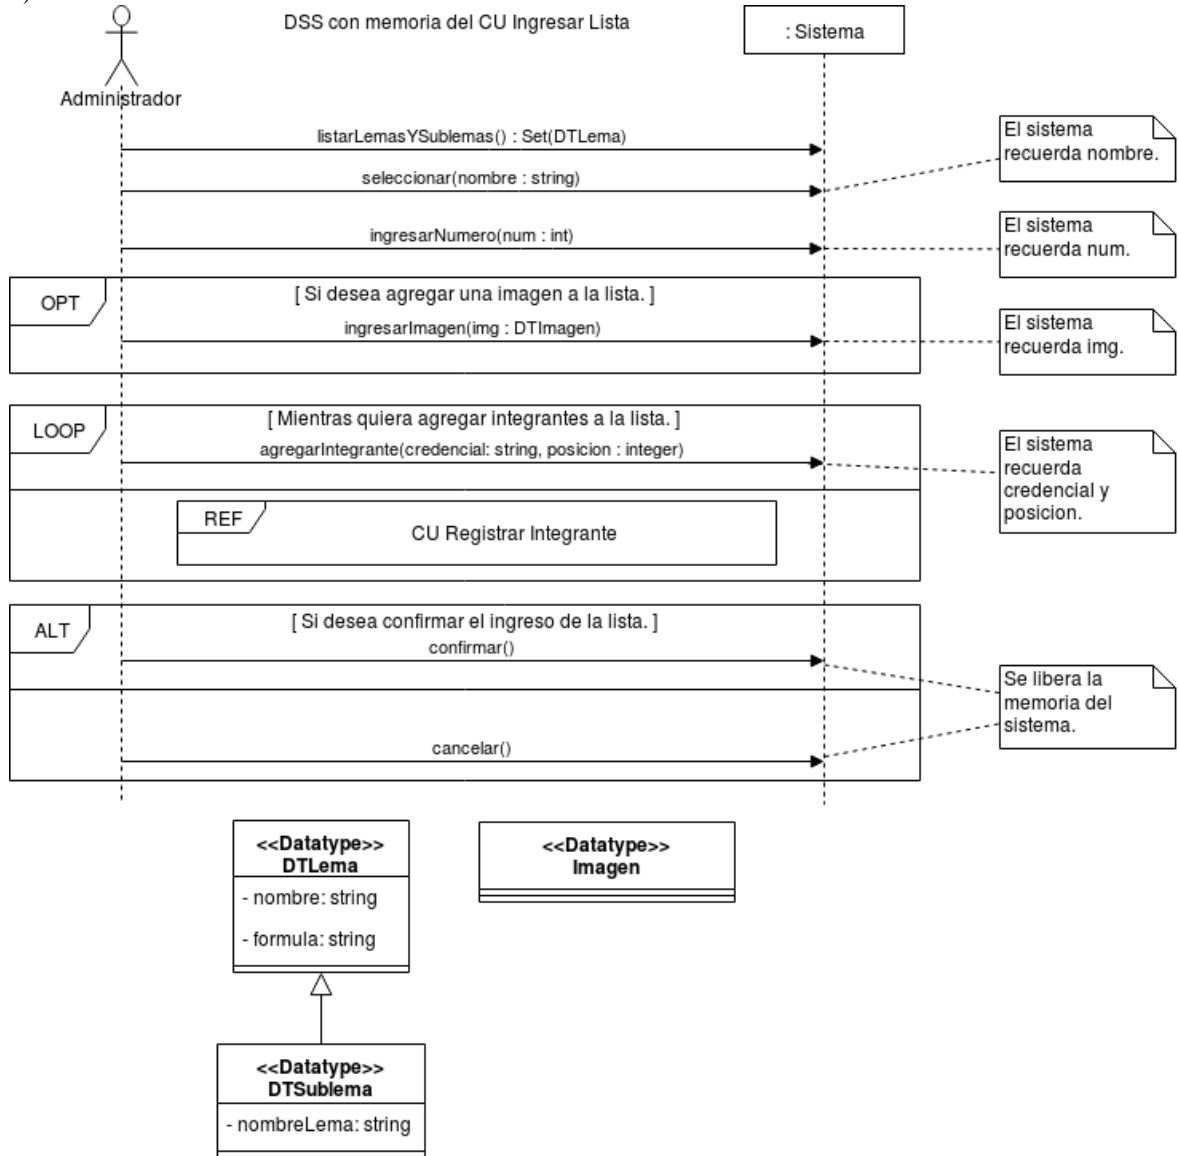 )
DSS con memoria del CU Ingresar Lista
: Sistema
Administrador
listarLemasYSublemas() : Set(DTLema)
El sistema
recuerda nombre.
seleccionar(nombre : string)
ingresarNumero(num : int)
El sistema
recuerda num.
OPT
[ Si desea agregar una imagen a la lista. ]
ingresarImagen(img : DTImagen)
El sistema
recuerda img.
LOOP
[ Mientras quiera agregar integrantes a la lista. ]
agregarIntegrante(credencial: string, posicion : integer)
El sistema
recuerda
credencial y
posicion.
REF
CU Registrar Integrante
ALT
[ Si desea confirmar el ingreso de la lista. ]
confirmar()
Se libera la
memoria del
sistema.
cancelar()
<<Datatype>>
DTLema
- nombre: string
- formula: string
<<Datatype>>
Imagen
<<Datatype>>
DTSublema
- nombreLema: string